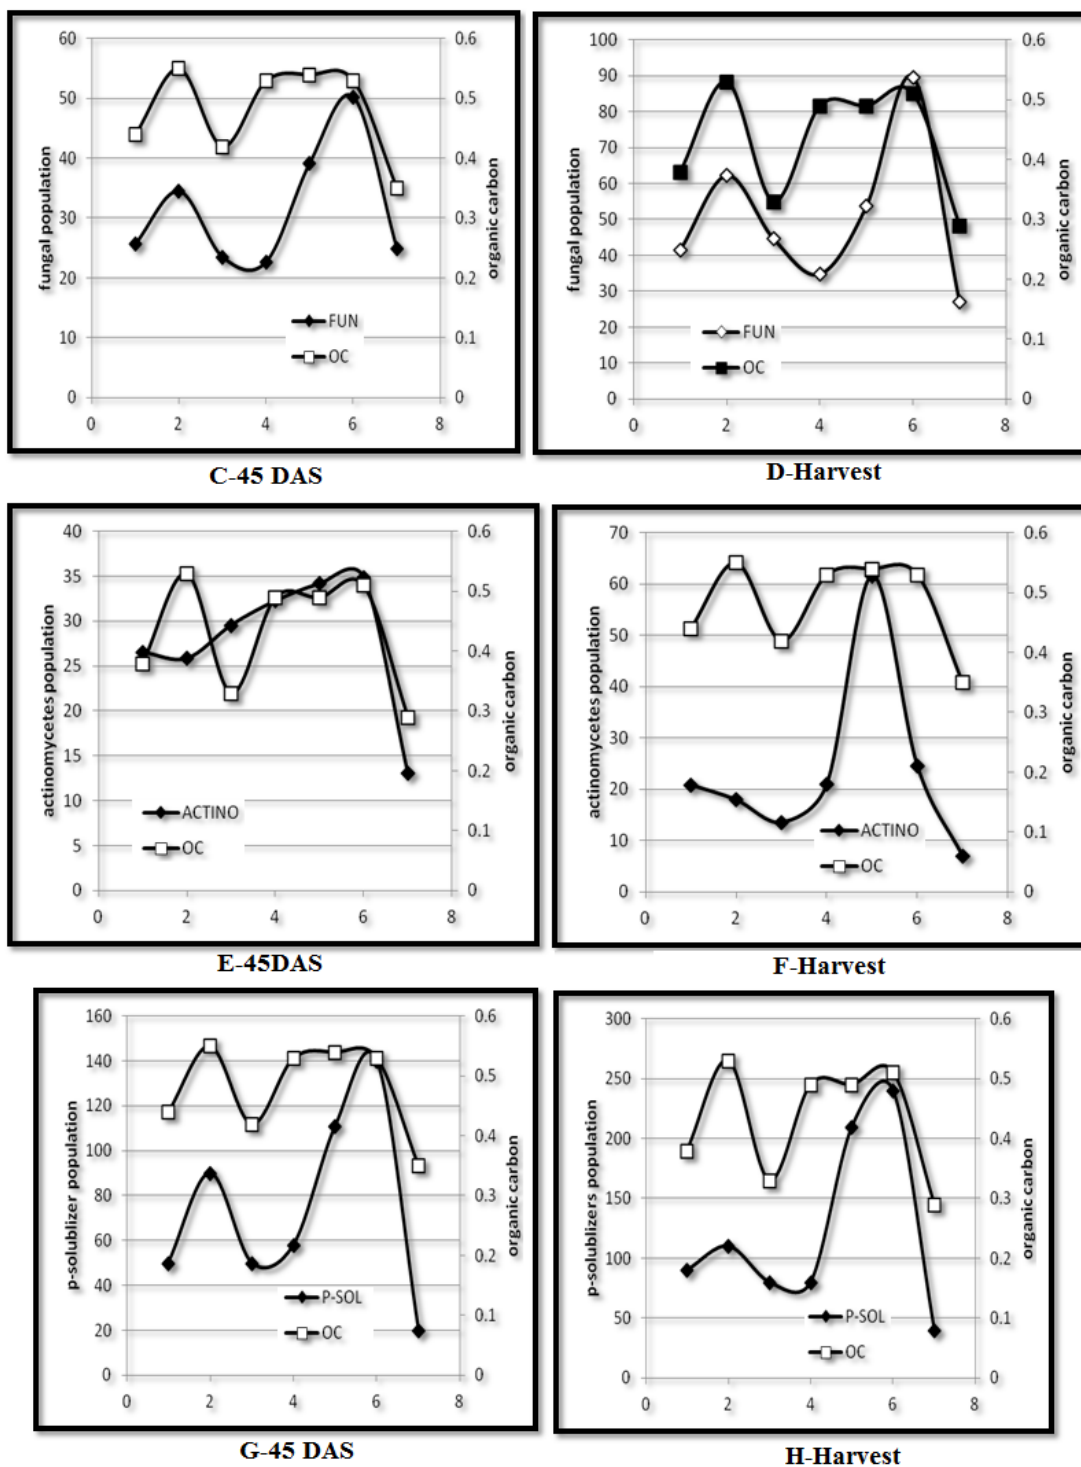 60
50
40
30
20
10
0
0.6
0.5
0.4
0.3
0.2
0.1
0
0 2 4 6 8
fungal population
organic carbon
FUN
OC
C-45 DAS
100
90
80
70
60
50
40
30
20
10
0
0.6
0.5
0.4
0.3
0.2
0.1
0
0 2 4 6 8
fungal population
organic carbon
FUN
OC
D-Harvest
40
35
30
25
20
15
10
5
0
0.6
0.5
0.4
0.3
0.2
0.1
0
0 2 4 6 8
actinomycetes population
organic carbon
ACTINO
OC
E-45DAS
70
60
50
40
30
20
10
0
0.6
0.5
0.4
0.3
0.2
0.1
0
0 2 4 6 8
actinomycetes population
organic carbon
ACTINO
OC
F-Harvest
160
140
120
100
80
60
40
20
0
0.6
0.5
0.4
0.3
0.2
0.1
0
0 2 4 6 8
p-solublizer population
organic carbon
P-SOL
OC
G-45 DAS
300
250
200
150
100
50
0
0.6
0.5
0.4
0.3
0.2
0.1
0
0 2 4 6 8
p-solublizers population
organic carbon
P-SOL
OC
H-Harvest